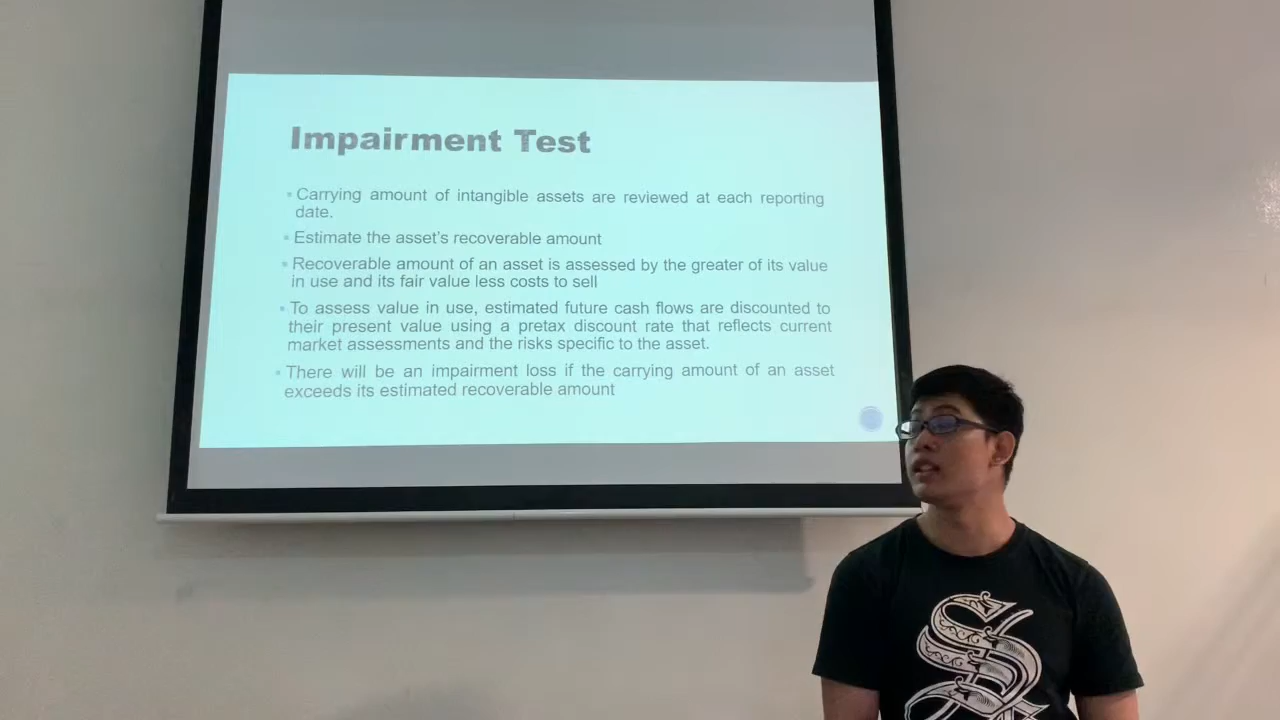 Impairment Test
Carrying amount of intangible assets are reviewed at each reporting
date.
Estimate the asset's recoverable amount
Recoverable amount of an asset is assessed by the greater of its value
in use and its fair value less costs to sell
To assess value in use, estimated future cash flows are discounted to
their present value using a pretax discount rate that reflects current
market assessments and the risks specific to the asset.
There will be an impairment loss if the carrying amount of an asset
exceeds its estimated recoverable amount